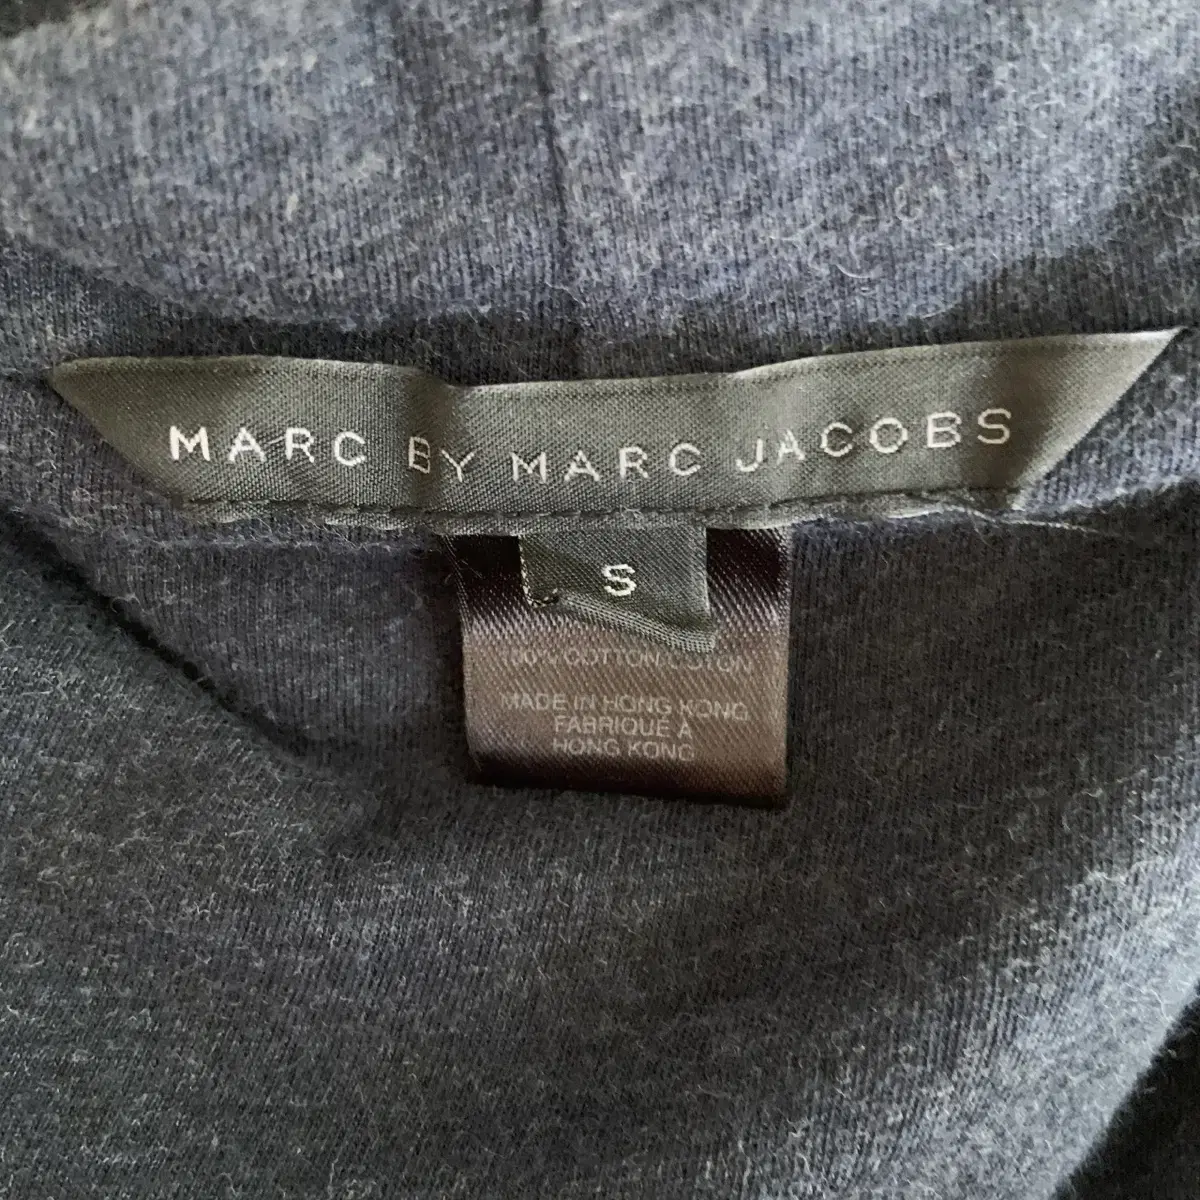 MARC BY MARC JACOBS
S
100% COTTON COTON
MADE IN HONG KONG
FABRIQUÉ À
HONG KONG